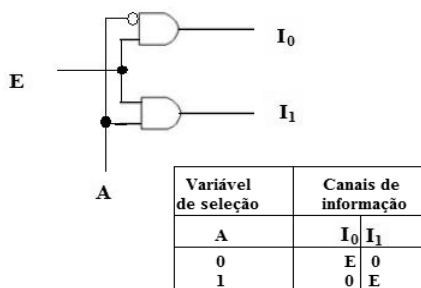 I0
E
I1
A
Variável de seleção
Canais de informação
A I0 I1
0 E 0
1 0 E